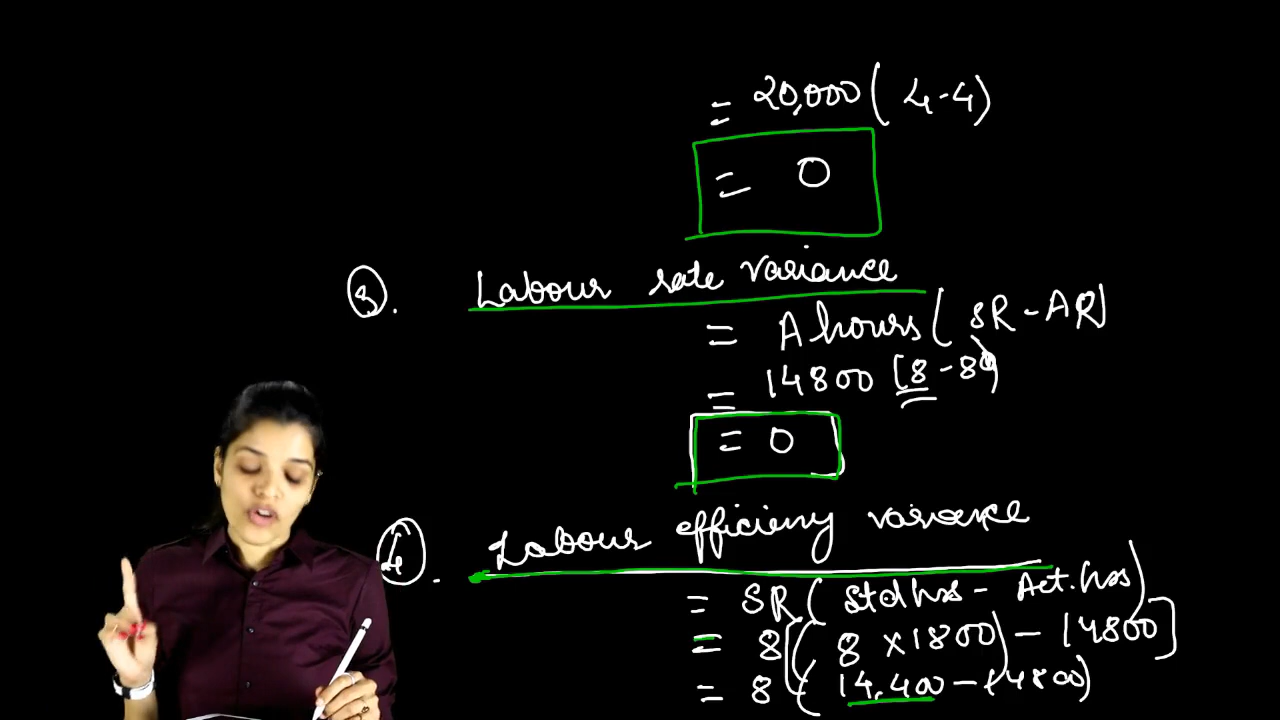 = 20,000 ( 4 - 4)
= 0
3. Labour rate variance
= A hours ( SR - AR)
= 14800 [8 - 8)
= 0
4. Labour efficieny variance
= SR ( Std hrs - Act. hrs)
= 8 [( 8 × 1800) - 14800]
= 8 ( 14,400 - 14800)